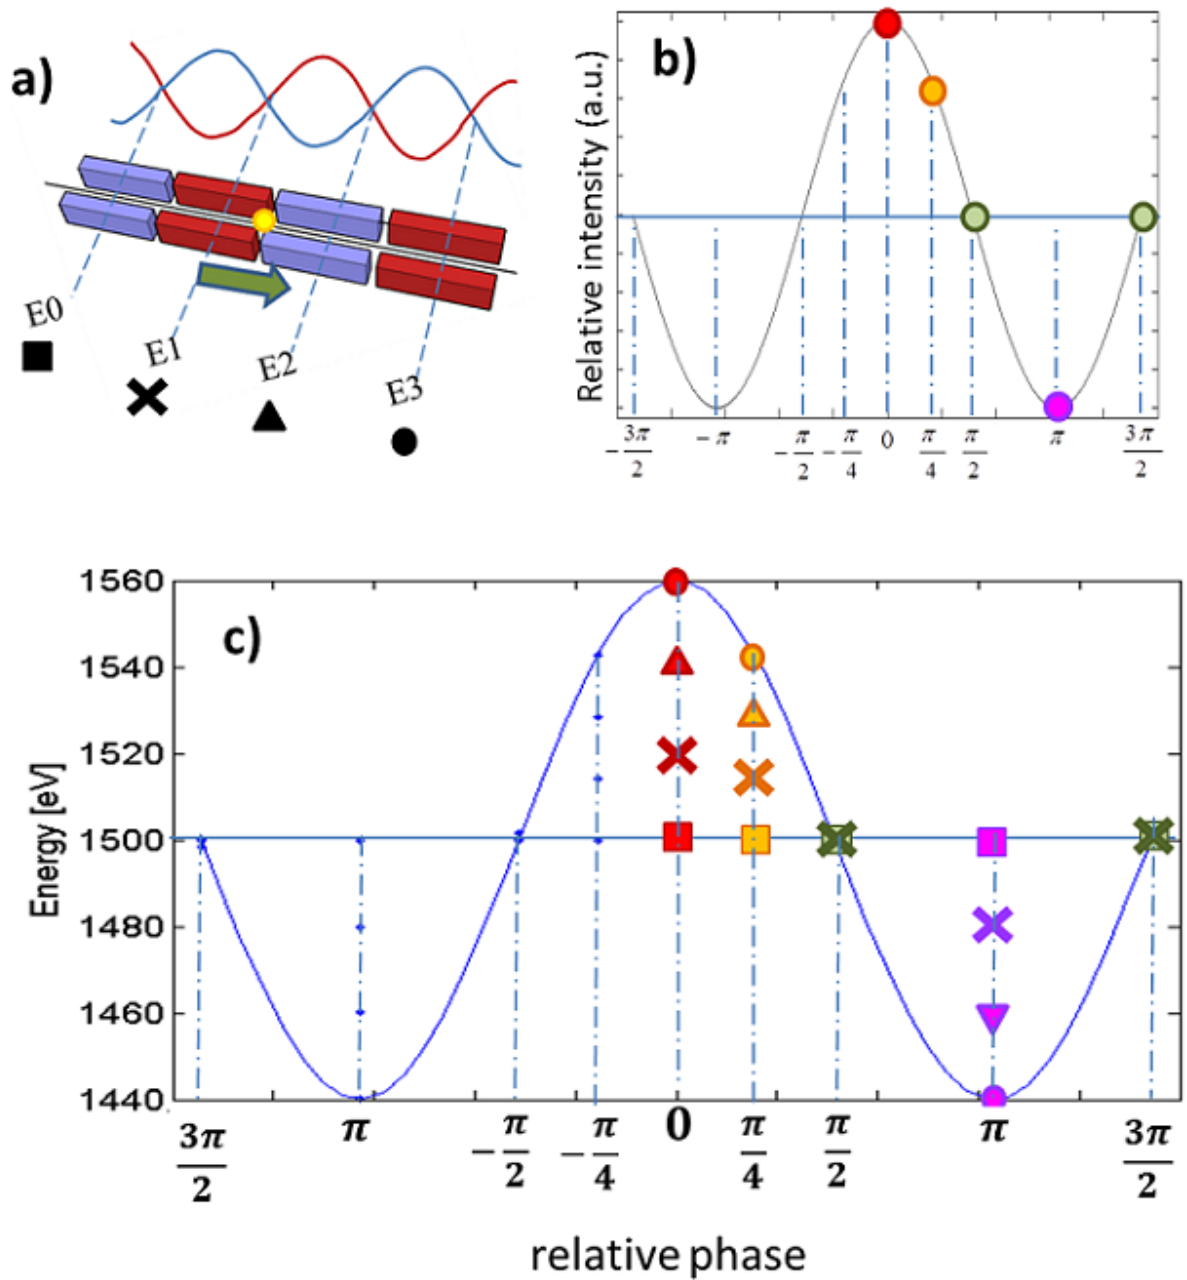 a)
E0
E1
E2
E3
b)
Relative intensity (a.u.)
-3π/2
-π
-π/2
-π/4
0
π/4
π/2
π
3π/2
c)
Energy [eV]
1560
1540
1520
1500
1480
1460
1440
3π/2
π
-π/2
-π/4
0
π/4
π/2
π
3π/2
relative phase